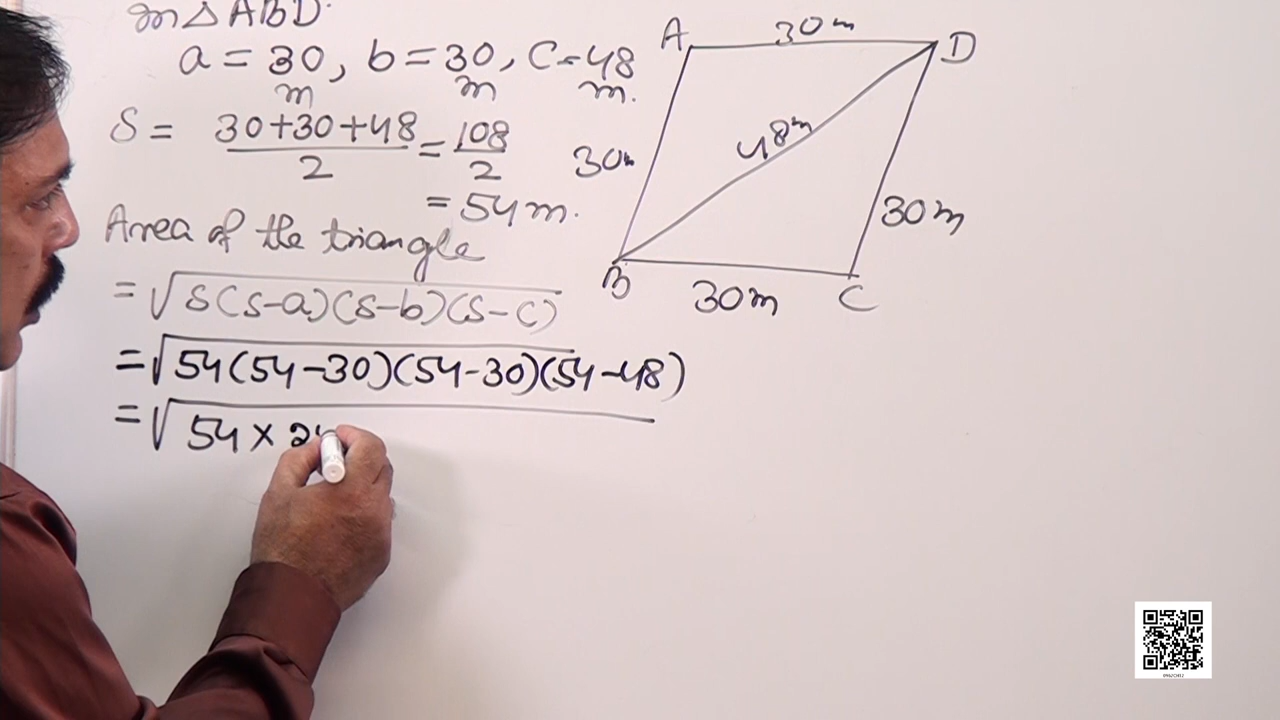 In △ ABD.
a = 30 m, b = 30 m, C = 48 m.
S = (30+30+48)/2 = 108/2
= 54 m.
Area of the triangle
= √S(S-a)(S-b)(S-C)
= √54(54-30)(54-30)(54-48)
= √54 × 24
A
30m
D
48m
30m
30m
B
30m
C